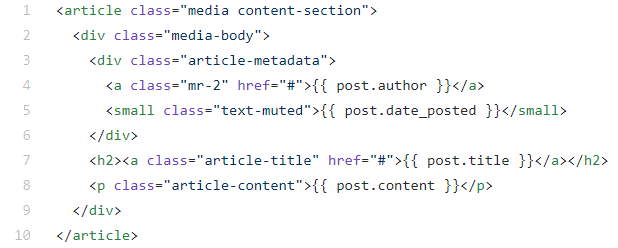 1 <article class="media content-section">
2   <div class="media-body">
3     <div class="article-metadata">
4       <a class="mr-2" href="#">{{ post.author }}</a>
5       <small class="text-muted">{{ post.date_posted }}</small>
6     </div>
7     <h2><a class="article-title" href="#">{{ post.title }}</a></h2>
8     <p class="article-content">{{ post.content }}</p>
9   </div>
10 </article>